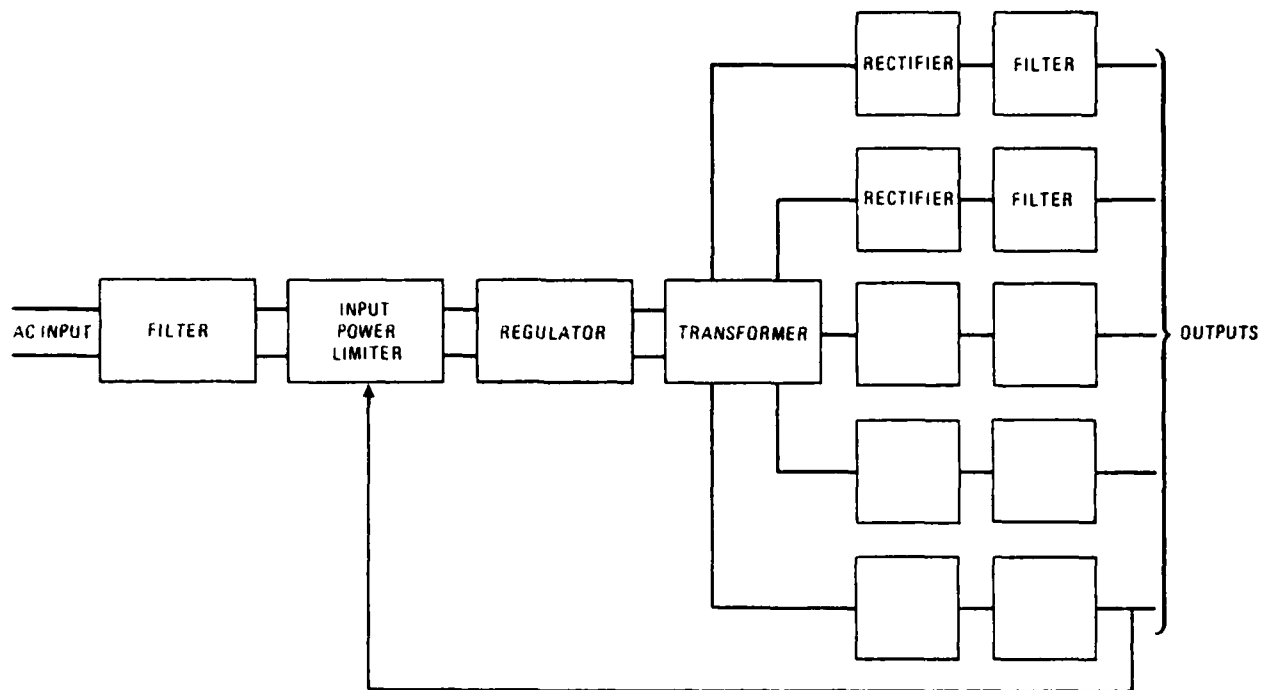 RECTIFIER
FILTER
RECTIFIER
FILTER
AC INPUT
FILTER
INPUT
POWER
LIMITER
REGULATOR
TRANSFORMER
OUTPUTS